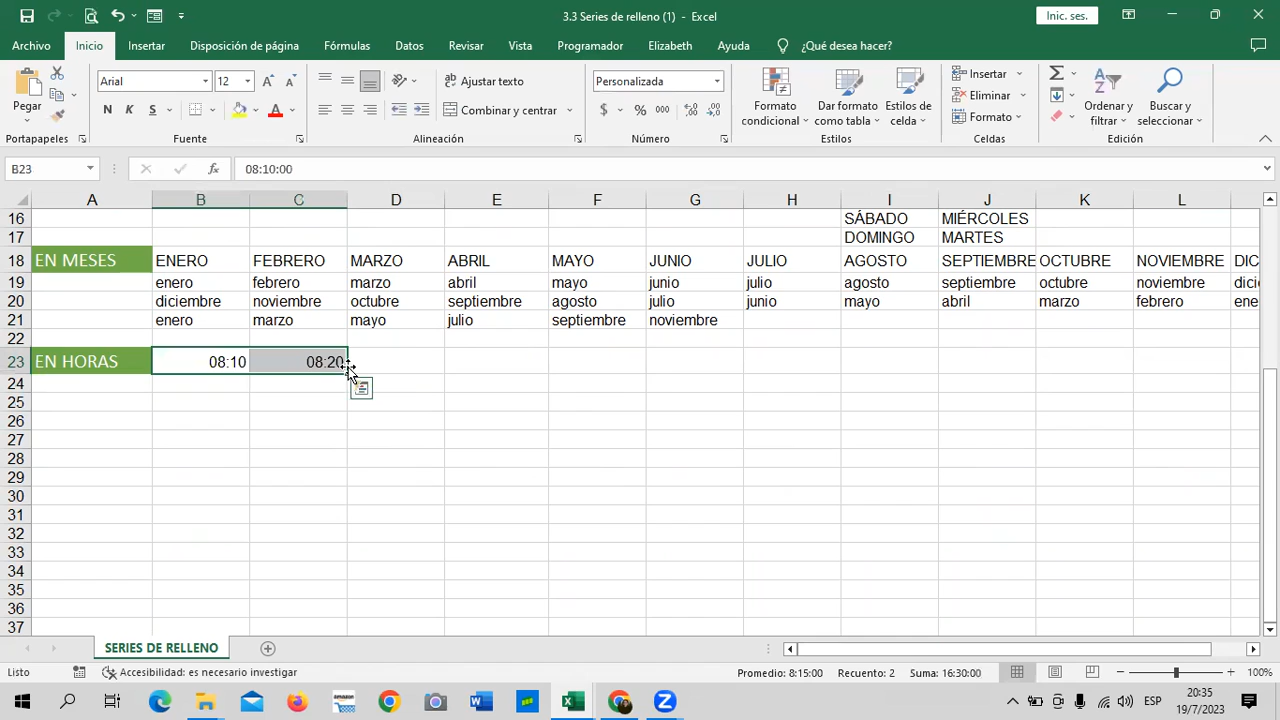 3.3 Series de relleno (1) - Excel
Inic. ses.
Archivo Inicio Insertar Disposición de página Fórmulas Datos Revisar Vista Programador Elizabeth Ayuda ¿Qué desea hacer?
Pegar
Arial 12
N K S
Ajustar texto
Combinar y centrar
Personalizada
$ % 000
Formato condicional
Dar formato como tabla
Estilos de celda
Insertar
Eliminar
Formato
Ordenar y filtrar
Buscar y seleccionar
Portapapeles Fuente Alineación Número Estilos Celdas Edición
B23 fx 08:10:00
A B C D E F G H I J K L
16 SÁBADO MIÉRCOLES
17 DOMINGO MARTES
18 EN MESES ENERO FEBRERO MARZO ABRIL MAYO JUNIO JULIO AGOSTO SEPTIEMBRE OCTUBRE NOVIEMBRE DIC
19 enero febrero marzo abril mayo junio julio agosto septiembre octubre noviembre dici
20 diciembre noviembre octubre septiembre agosto julio junio mayo abril marzo febrero ene
21 enero marzo mayo julio septiembre noviembre
22
23 EN HORAS 08:10 08:20
24
25
26
27
28
29
30
31
32
33
34
35
36
37
SERIES DE RELLENO
Listo Accesibilidad: es necesario investigar Promedio: 8:15:00 Recuento: 2 Suma: 16:30:00 100%
ESP
20:35
19/7/2023